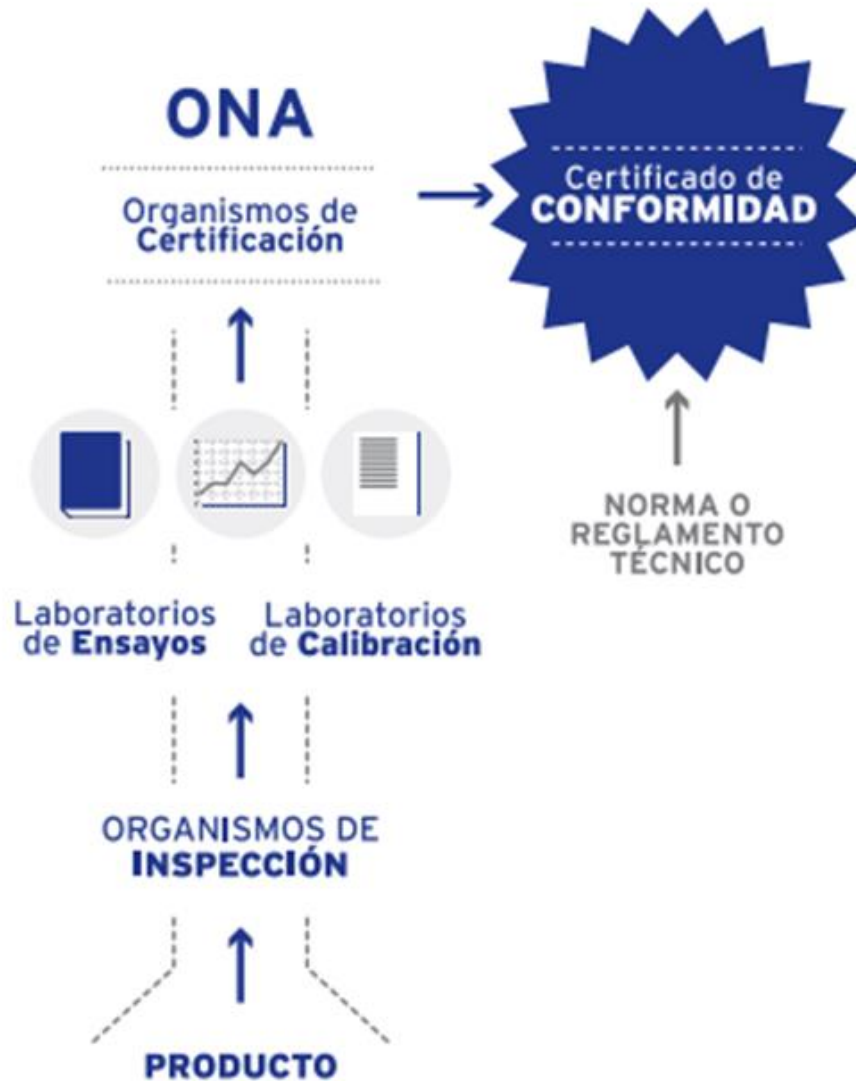 ONA
Organismos de
Certificación
Certificado de
CONFORMIDAD
NORMA O
REGLAMENTO
TÉCNICO
Laboratorios
de Ensayos
Laboratorios
de Calibración
ORGANISMOS DE
INSPECCIÓN
PRODUCTO